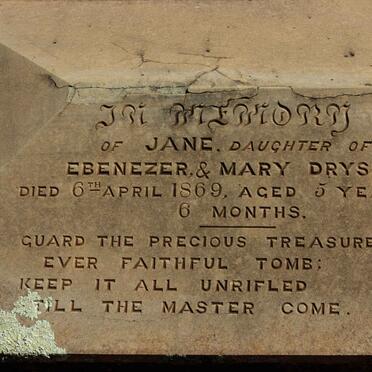 IN MEMORY
OF JANE. DAUGHTER OF
EBENEZER. & MARY DRYS
DIED 6TH APRIL 1869. AGED 5 YE
6 MONTHS.
GUARD THE PRECIOUS TREASURE
EVER FAITHFUL TOMB;
KEEP IT ALL UNRIFLED
TILL THE MASTER COME.